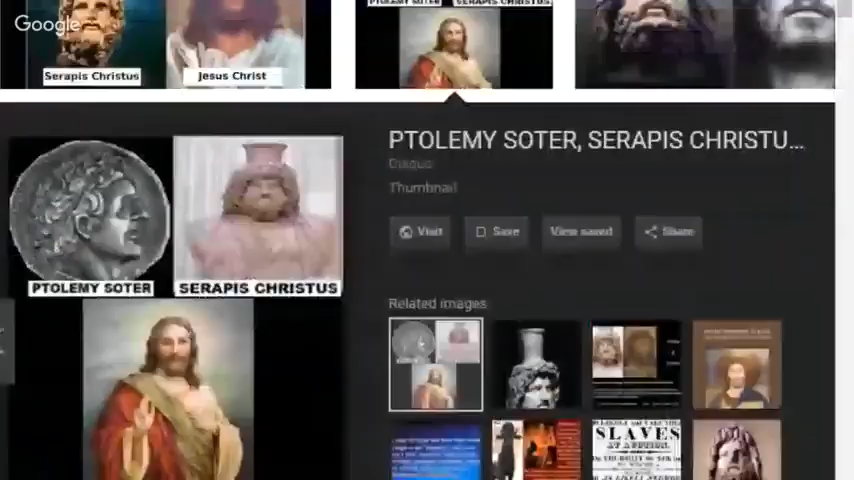 PTOLEMY SOTER SERAPIS CHRISTUS
Google
Serapis Christus
Jesus Christ
PTOLEMY SOTER, SERAPIS CHRISTU...
Disqus
Thumbnail
Visit
Save
View saved
Share
PTOLEMY SOTER
SERAPIS CHRISTUS
Related images
SLAVES